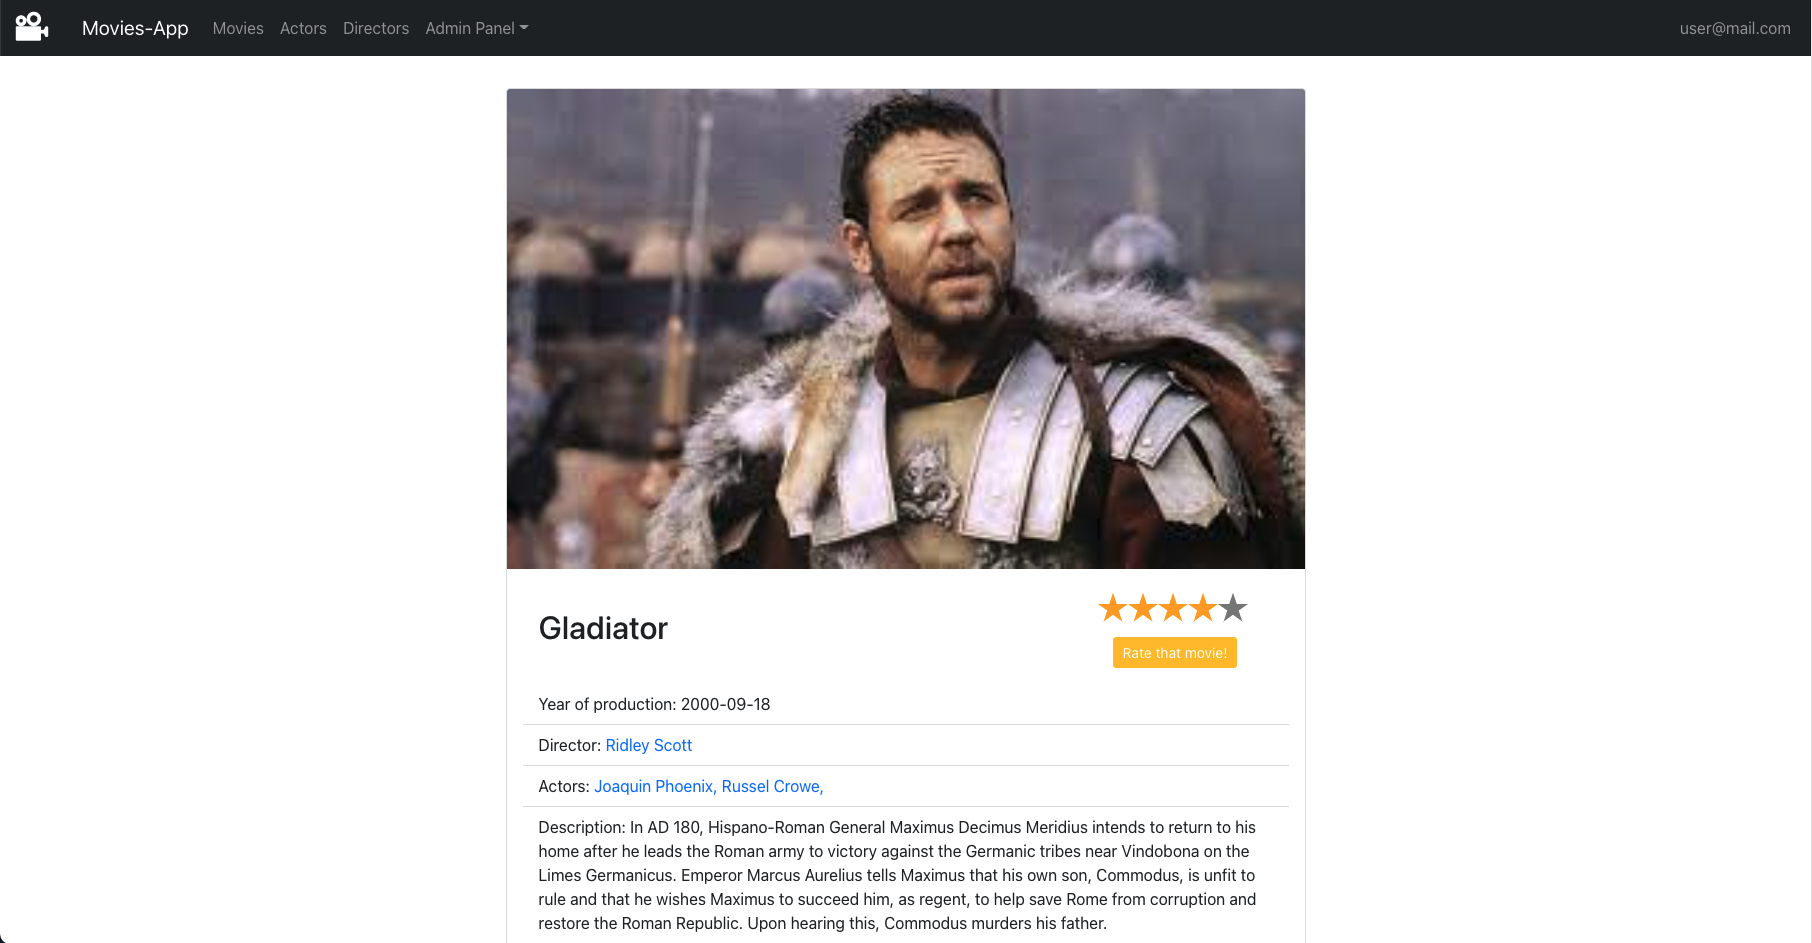 Movies-App Movies Actors Directors Admin Panel user@mail.com
Gladiator
Rate that movie!
Year of production: 2000-09-18
Director: Ridley Scott
Actors: Joaquin Phoenix, Russel Crowe,
Description: In AD 180, Hispano-Roman General Maximus Decimus Meridius intends to return to his
home after he leads the Roman army to victory against the Germanic tribes near Vindobona on the
Limes Germanicus. Emperor Marcus Aurelius tells Maximus that his own son, Commodus, is unfit to
rule and that he wishes Maximus to succeed him, as regent, to help save Rome from corruption and
restore the Roman Republic. Upon hearing this, Commodus murders his father.